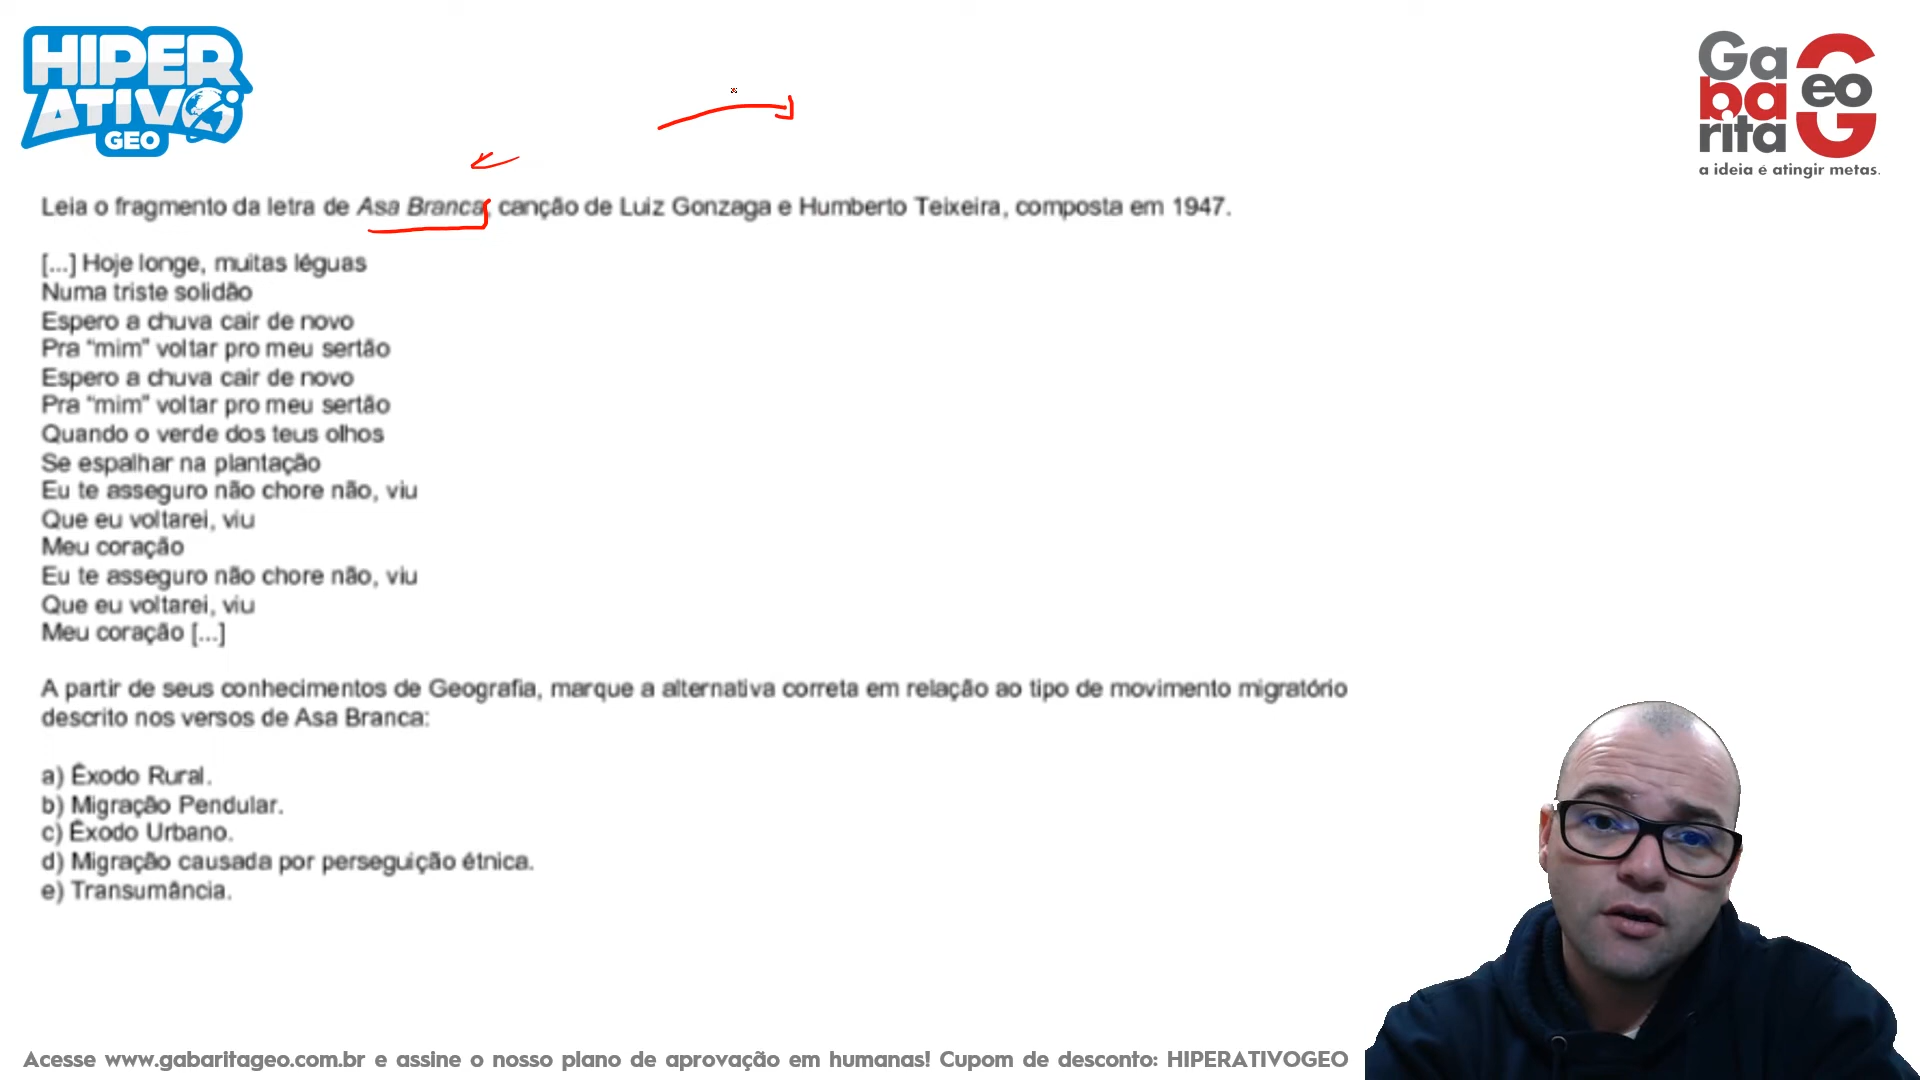 HIPER
ATIVO
GEO
Gabarita Geo
a ideia é atingir metas.
Leia o fragmento da letra de Asa Branca, canção de Luiz Gonzaga e Humberto Teixeira, composta em 1947.
[...] Hoje longe, muitas léguas
Numa triste solidão
Espero a chuva cair de novo
Pra “mim” voltar pro meu sertão
Espero a chuva cair de novo
Pra “mim” voltar pro meu sertão
Quando o verde dos teus olhos
Se espalhar na plantação
Eu te asseguro não chore não, viu
Que eu voltarei, viu
Meu coração
Eu te asseguro não chore não, viu
Que eu voltarei, viu
Meu coração [...]
A partir de seus conhecimentos de Geografia, marque a alternativa correta em relação ao tipo de movimento migratório
descrito nos versos de Asa Branca:
a) Êxodo Rural.
b) Migração Pendular.
c) Êxodo Urbano.
d) Migração causada por perseguição étnica.
e) Transumância.
Acesse www.gabaritageo.com.br e assine o nosso plano de aprovação em humanas! Cupom de desconto: HIPERATIVOGEO